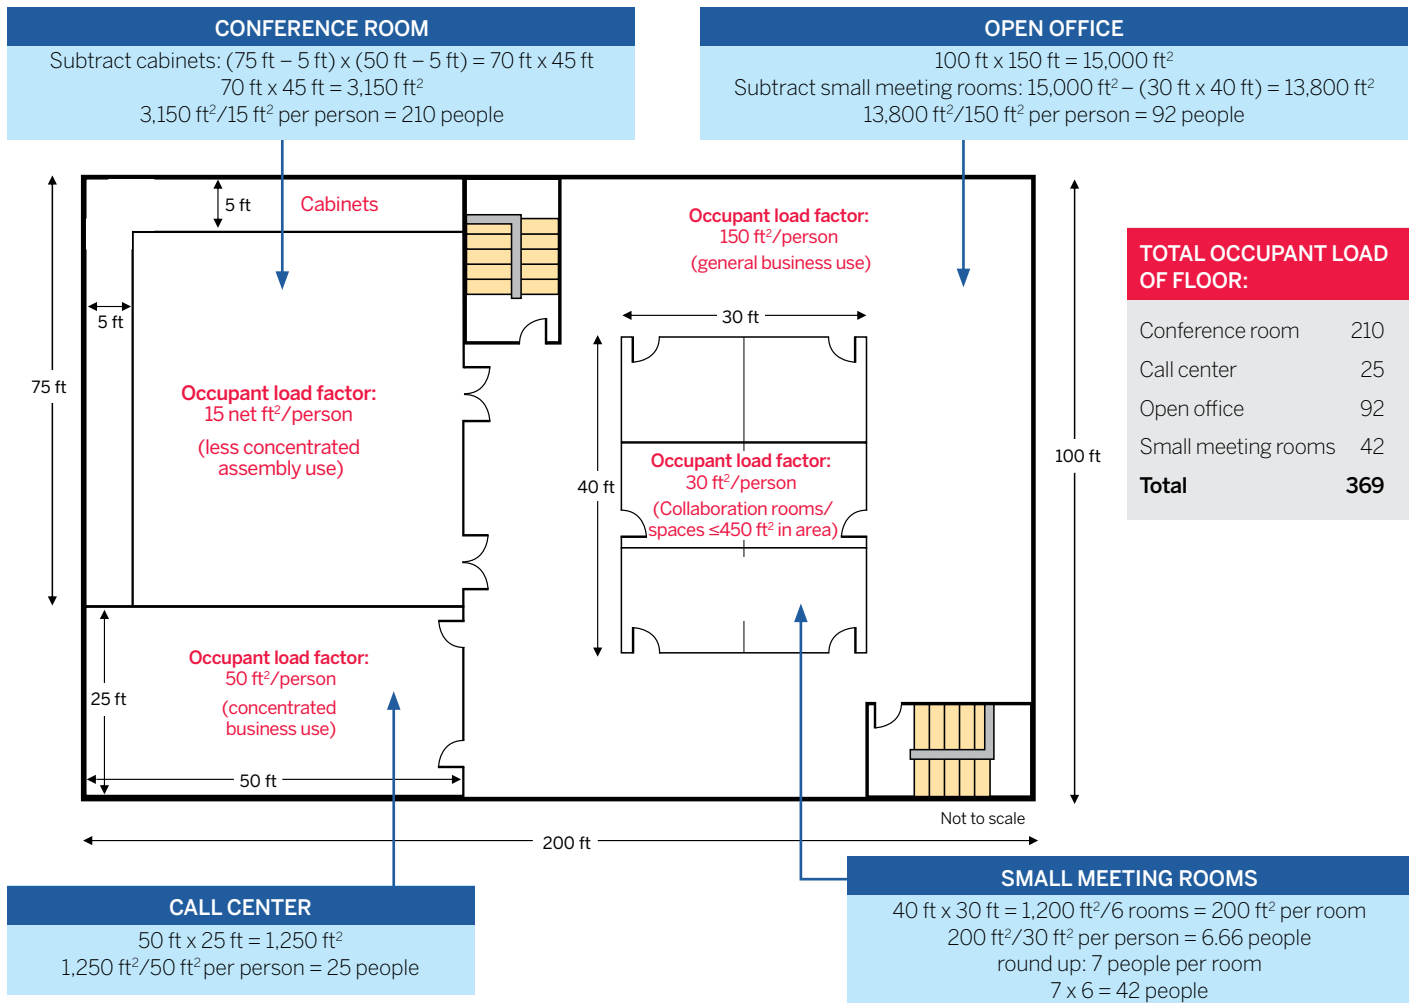 CONFERENCE ROOM
Subtract cabinets: (75 ft – 5 ft) x (50 ft – 5 ft) = 70 ft x 45 ft
70 ft x 45 ft = 3,150 ft²
3,150 ft²/15 ft² per person = 210 people
OPEN OFFICE
100 ft x 150 ft = 15,000 ft²
Subtract small meeting rooms: 15,000 ft² – (30 ft x 40 ft) = 13,800 ft²
13,800 ft²/150 ft² per person = 92 people
5 ft
Cabinets
5 ft
75 ft
Occupant load factor:
15 net ft²/person
(less concentrated
assembly use)
Occupant load factor:
150 ft²/person
(general business use)
30 ft
40 ft
Occupant load factor:
30 ft²/person
(Collaboration rooms/
spaces ≤450 ft² in area)
100 ft
TOTAL OCCUPANT LOAD
OF FLOOR:
Conference room 210
Call center 25
Open office 92
Small meeting rooms 42
Total 369
25 ft
Occupant load factor:
50 ft²/person
(concentrated
business use)
50 ft
Not to scale
200 ft
CALL CENTER
50 ft x 25 ft = 1,250 ft²
1,250 ft²/50 ft² per person = 25 people
SMALL MEETING ROOMS
40 ft x 30 ft = 1,200 ft²/6 rooms = 200 ft² per room
200 ft²/30 ft² per person = 6.66 people
round up: 7 people per room
7 x 6 = 42 people